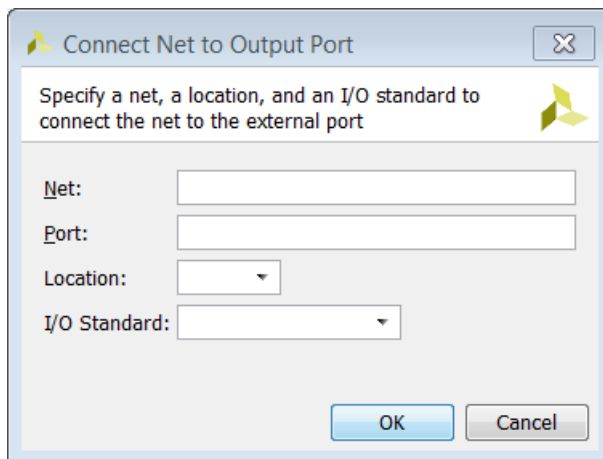 Connect Net to Output Port
Specify a net, a location, and an I/O standard to
connect the net to the external port
Net:
Port:
Location:
I/O Standard:
OK Cancel